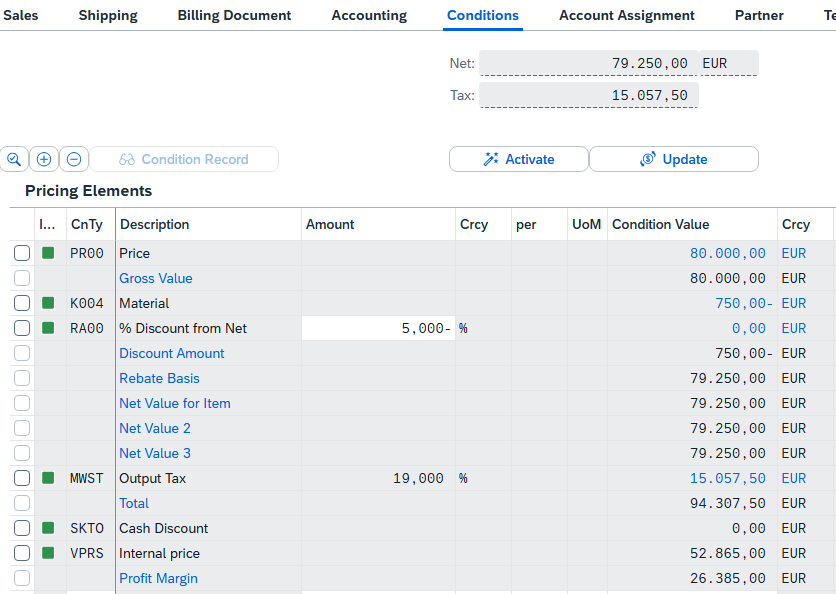 Sales Shipping Billing Document Accounting Conditions Account Assignment Partner
Net: 79.250,00 EUR
Tax: 15.057,50
Condition Record Activate Update
Pricing Elements
I... CnTy Description Amount Crcy per UoM Condition Value Crcy
PR00 Price 80.000,00 EUR
Gross Value 80.000,00 EUR
K004 Material 750,00- EUR
RA00 % Discount from Net 5,000- % 0,00 EUR
Discount Amount 750,00- EUR
Rebate Basis 79.250,00 EUR
Net Value for Item 79.250,00 EUR
Net Value 2 79.250,00 EUR
Net Value 3 79.250,00 EUR
MWST Output Tax 19,000 % 15.057,50 EUR
Total 94.307,50 EUR
SKTO Cash Discount 0,00 EUR
VPRS Internal price 52.865,00 EUR
Profit Margin 26.385,00 EUR